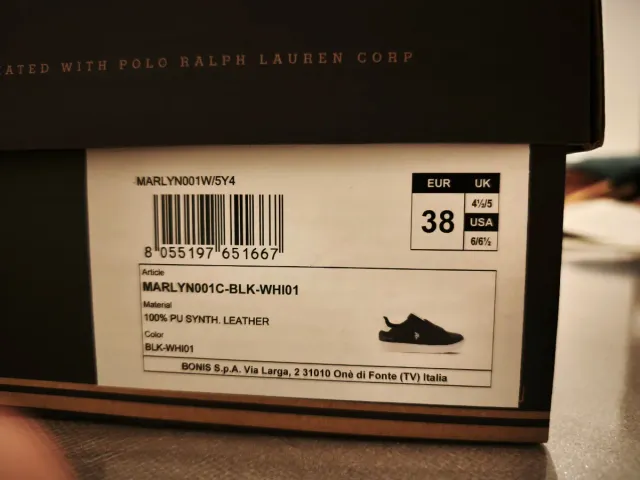 ATED WITH POLO RALPH LAUREN CORP
MARLYN001W/5Y4
8 055197 651667
EUR UK
38 4½/5
USA
6/6½
Article
MARLYN001C-BLK-WHI01
Material
100% PU SYNTH. LEATHER
Color
BLK-WHI01
BONIS S.p.A. Via Larga, 2 31010 Onè di Fonte (TV) Italia